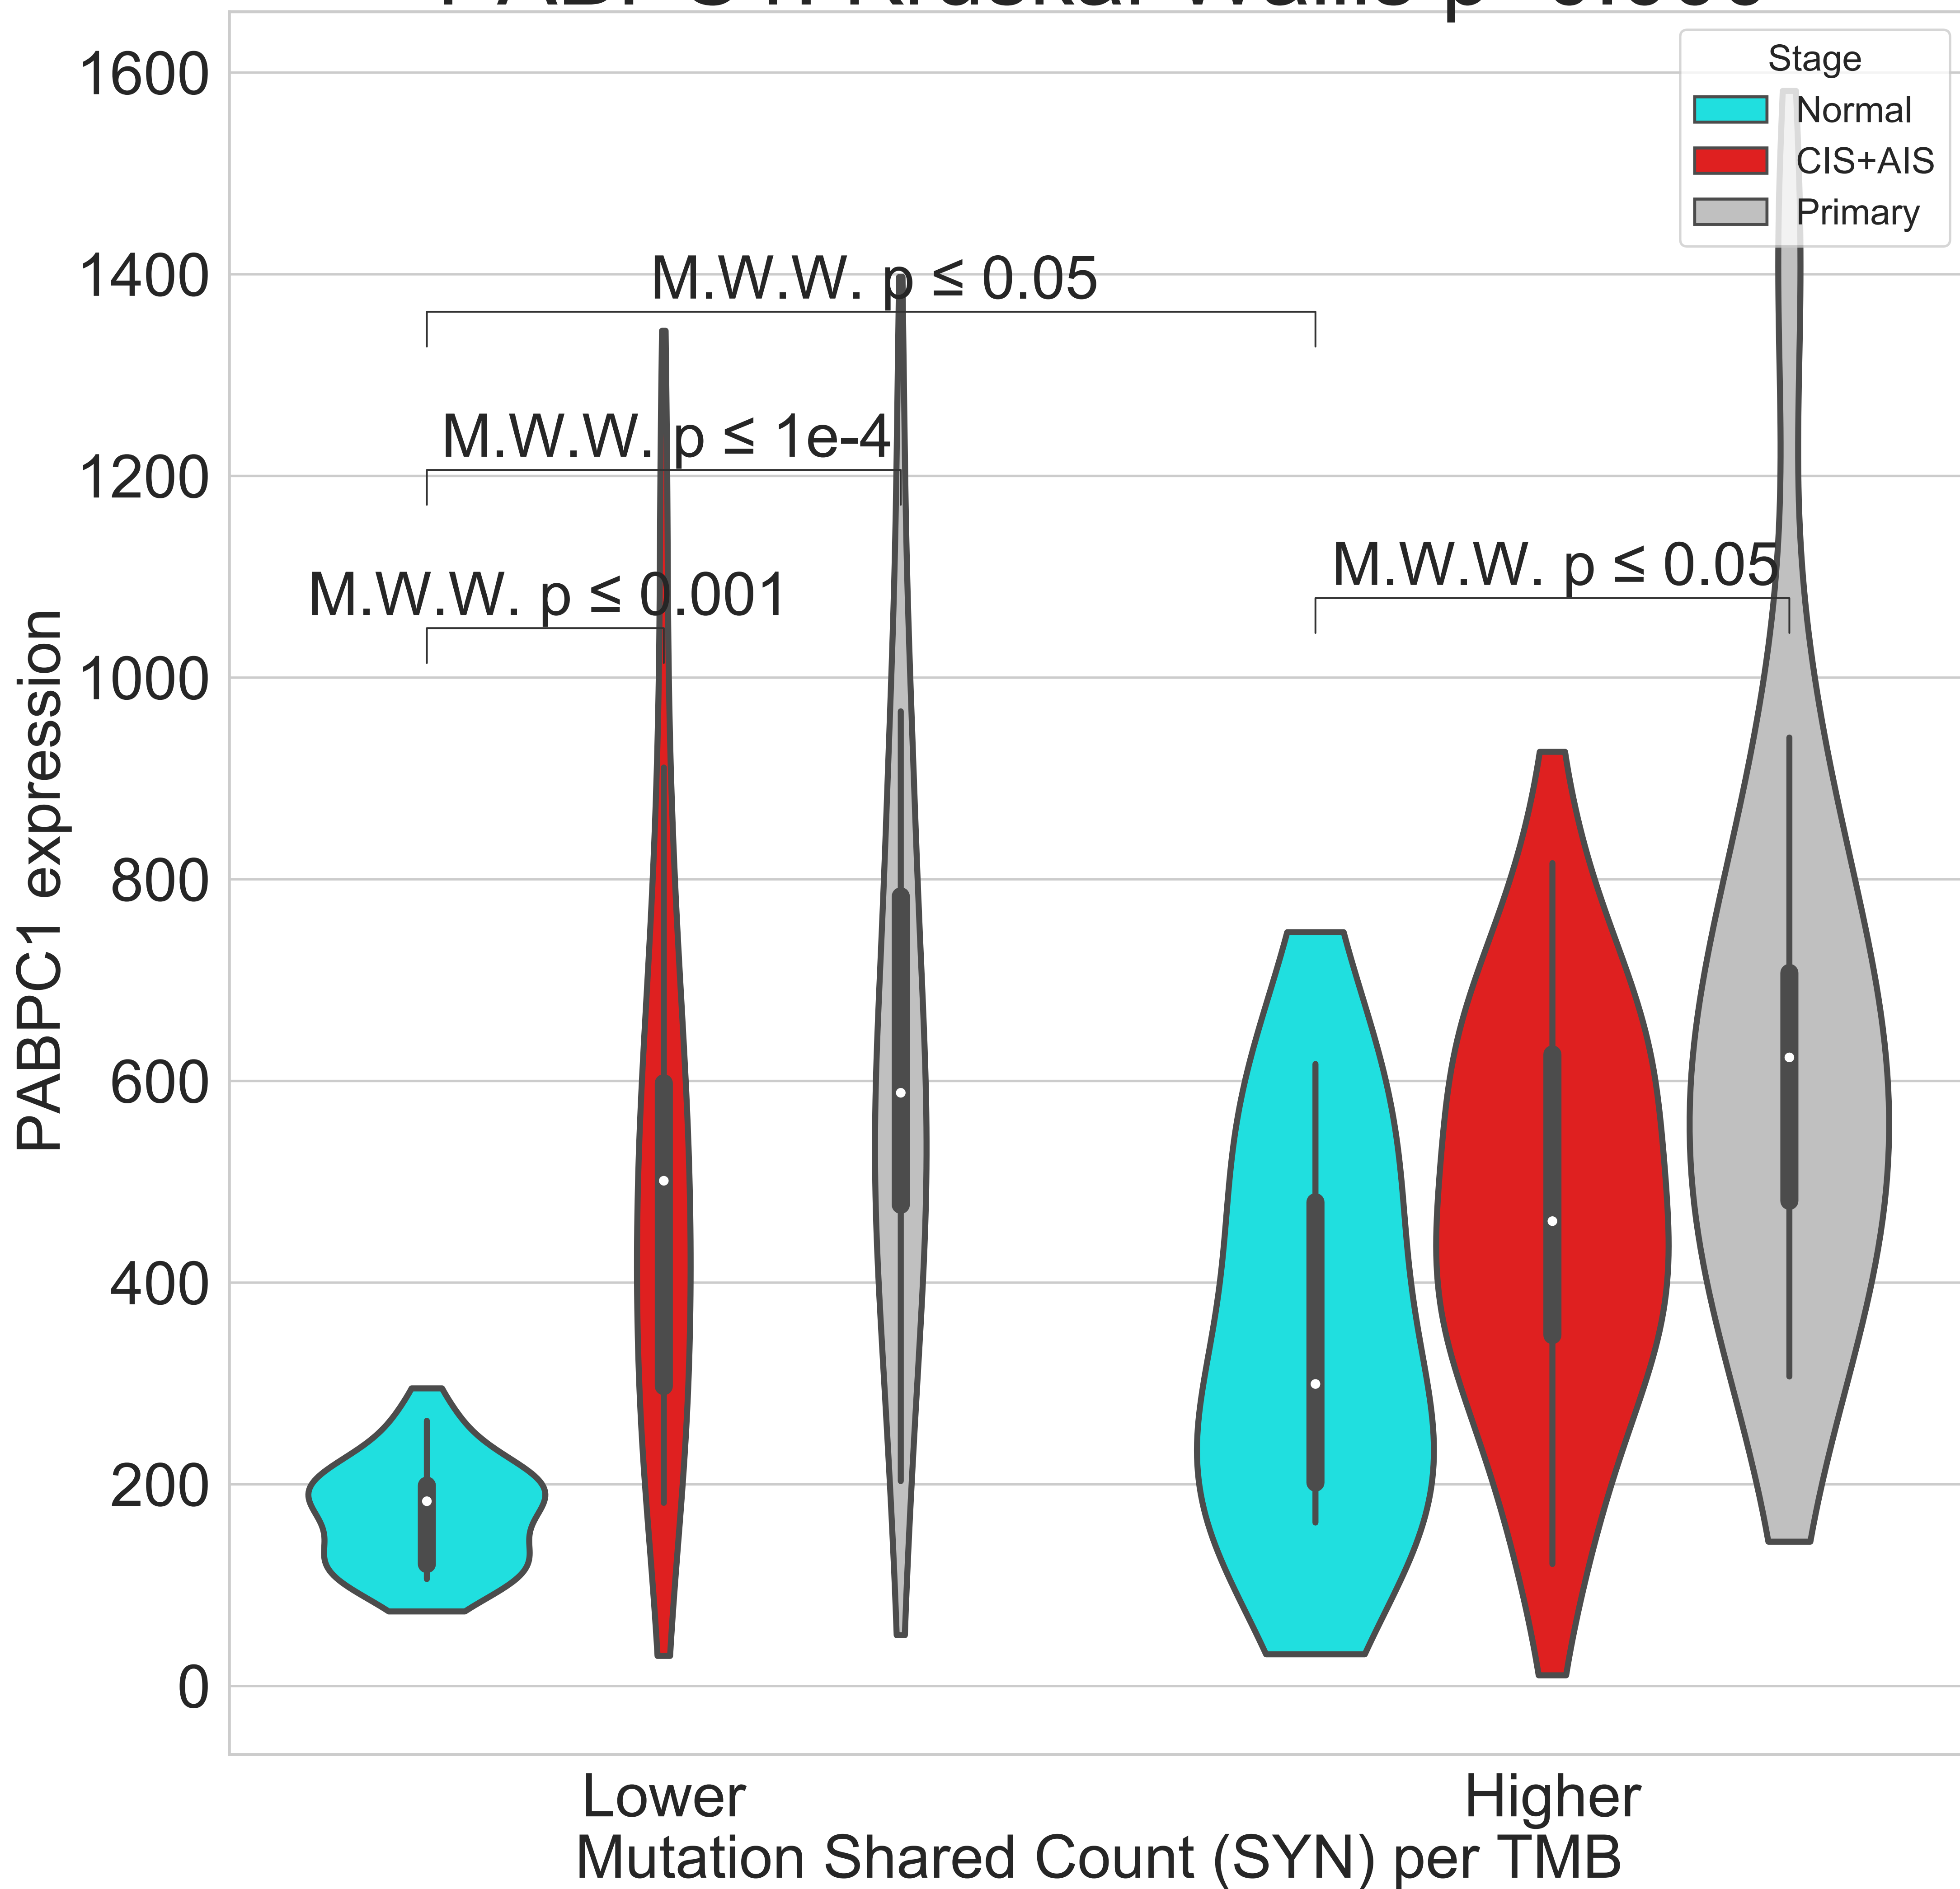 1600
1400
1200
1000
800
600
400
200
0
PABPC1 expression
Stage
Normal
CIS+AIS
Primary
M.W.W. p ≤ 0.05
M.W.W. p ≤ 1e-4
M.W.W. p ≤ 0.001
M.W.W. p ≤ 0.05
Lower
Higher
Mutation Shared Count (SYN) per TMB